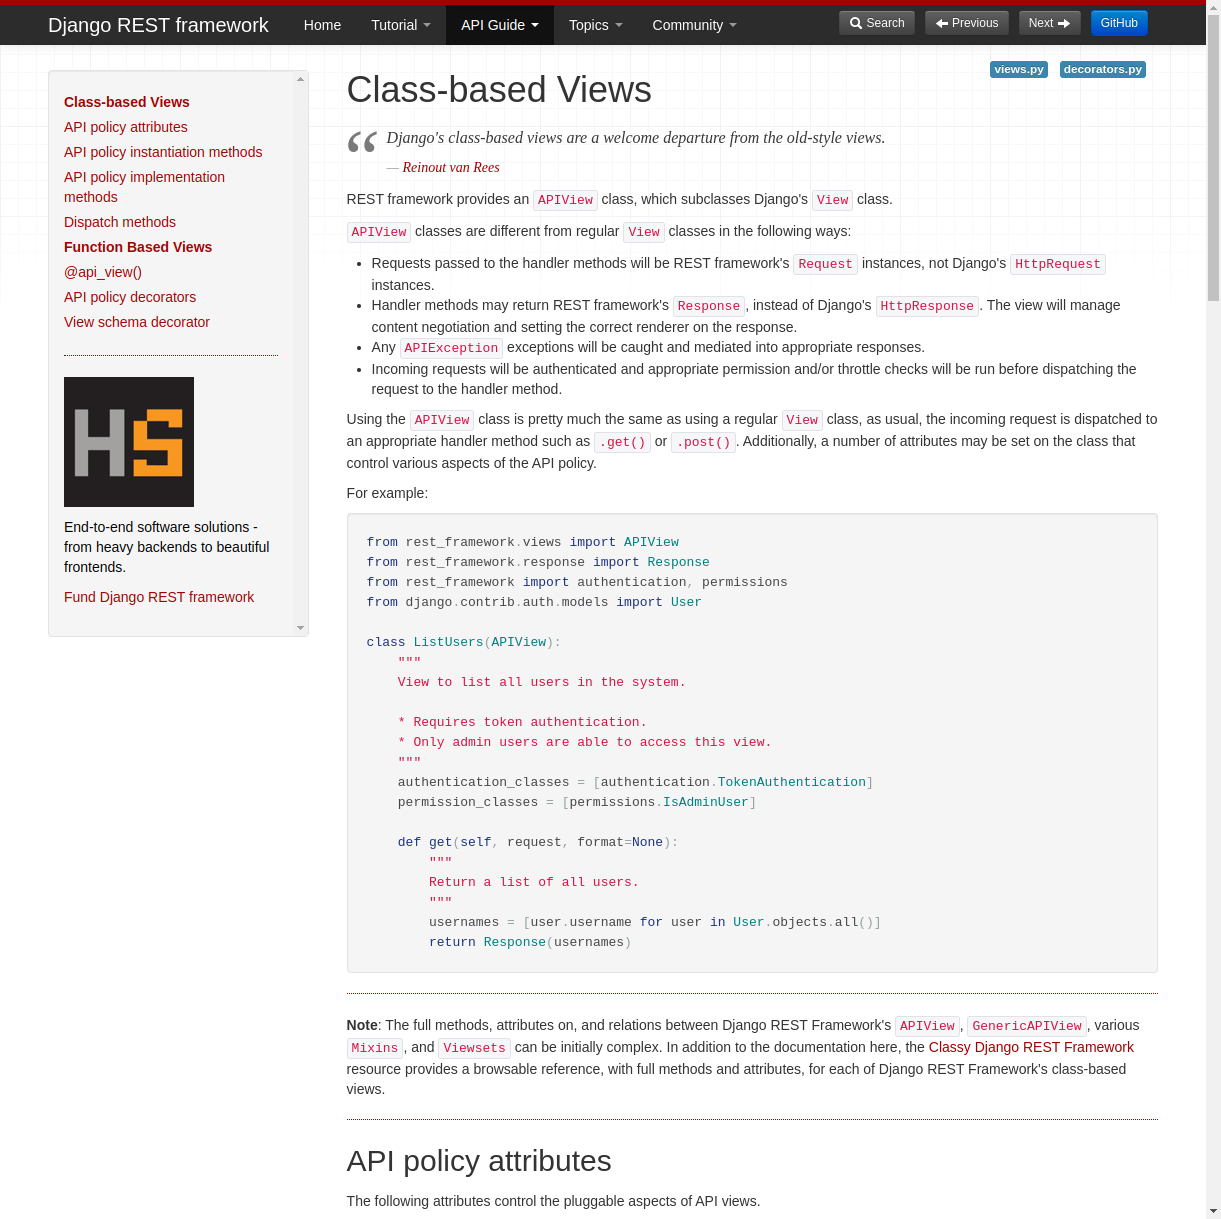 Django REST framework Home Tutorial API Guide Topics Community Search Previous Next GitHub
Class-based Views
API policy attributes
API policy instantiation methods
API policy implementation
methods
Dispatch methods
Function Based Views
@api_view()
API policy decorators
View schema decorator
HS
End-to-end software solutions -
from heavy backends to beautiful
frontends.
Fund Django REST framework
views.py decorators.py
Class-based Views
“ Django's class-based views are a welcome departure from the old-style views.
— Reinout van Rees
REST framework provides an APIView class, which subclasses Django's View class.
APIView classes are different from regular View classes in the following ways:
• Requests passed to the handler methods will be REST framework's Request instances, not Django's HttpRequest
instances.
• Handler methods may return REST framework's Response, instead of Django's HttpResponse. The view will manage
content negotiation and setting the correct renderer on the response.
• Any APIException exceptions will be caught and mediated into appropriate responses.
• Incoming requests will be authenticated and appropriate permission and/or throttle checks will be run before dispatching the
request to the handler method.
Using the APIView class is pretty much the same as using a regular View class, as usual, the incoming request is dispatched to
an appropriate handler method such as .get() or .post(). Additionally, a number of attributes may be set on the class that
control various aspects of the API policy.
For example:
from rest_framework.views import APIView
from rest_framework.response import Response
from rest_framework import authentication, permissions
from django.contrib.auth.models import User

class ListUsers(APIView):
    """
    View to list all users in the system.

    * Requires token authentication.
    * Only admin users are able to access this view.
    """
    authentication_classes = [authentication.TokenAuthentication]
    permission_classes = [permissions.IsAdminUser]

    def get(self, request, format=None):
        """
        Return a list of all users.
        """
        usernames = [user.username for user in User.objects.all()]
        return Response(usernames)
Note: The full methods, attributes on, and relations between Django REST Framework's APIView, GenericAPIView, various
Mixins, and Viewsets can be initially complex. In addition to the documentation here, the Classy Django REST Framework
resource provides a browsable reference, with full methods and attributes, for each of Django REST Framework's class-based
views.
API policy attributes
The following attributes control the pluggable aspects of API views.